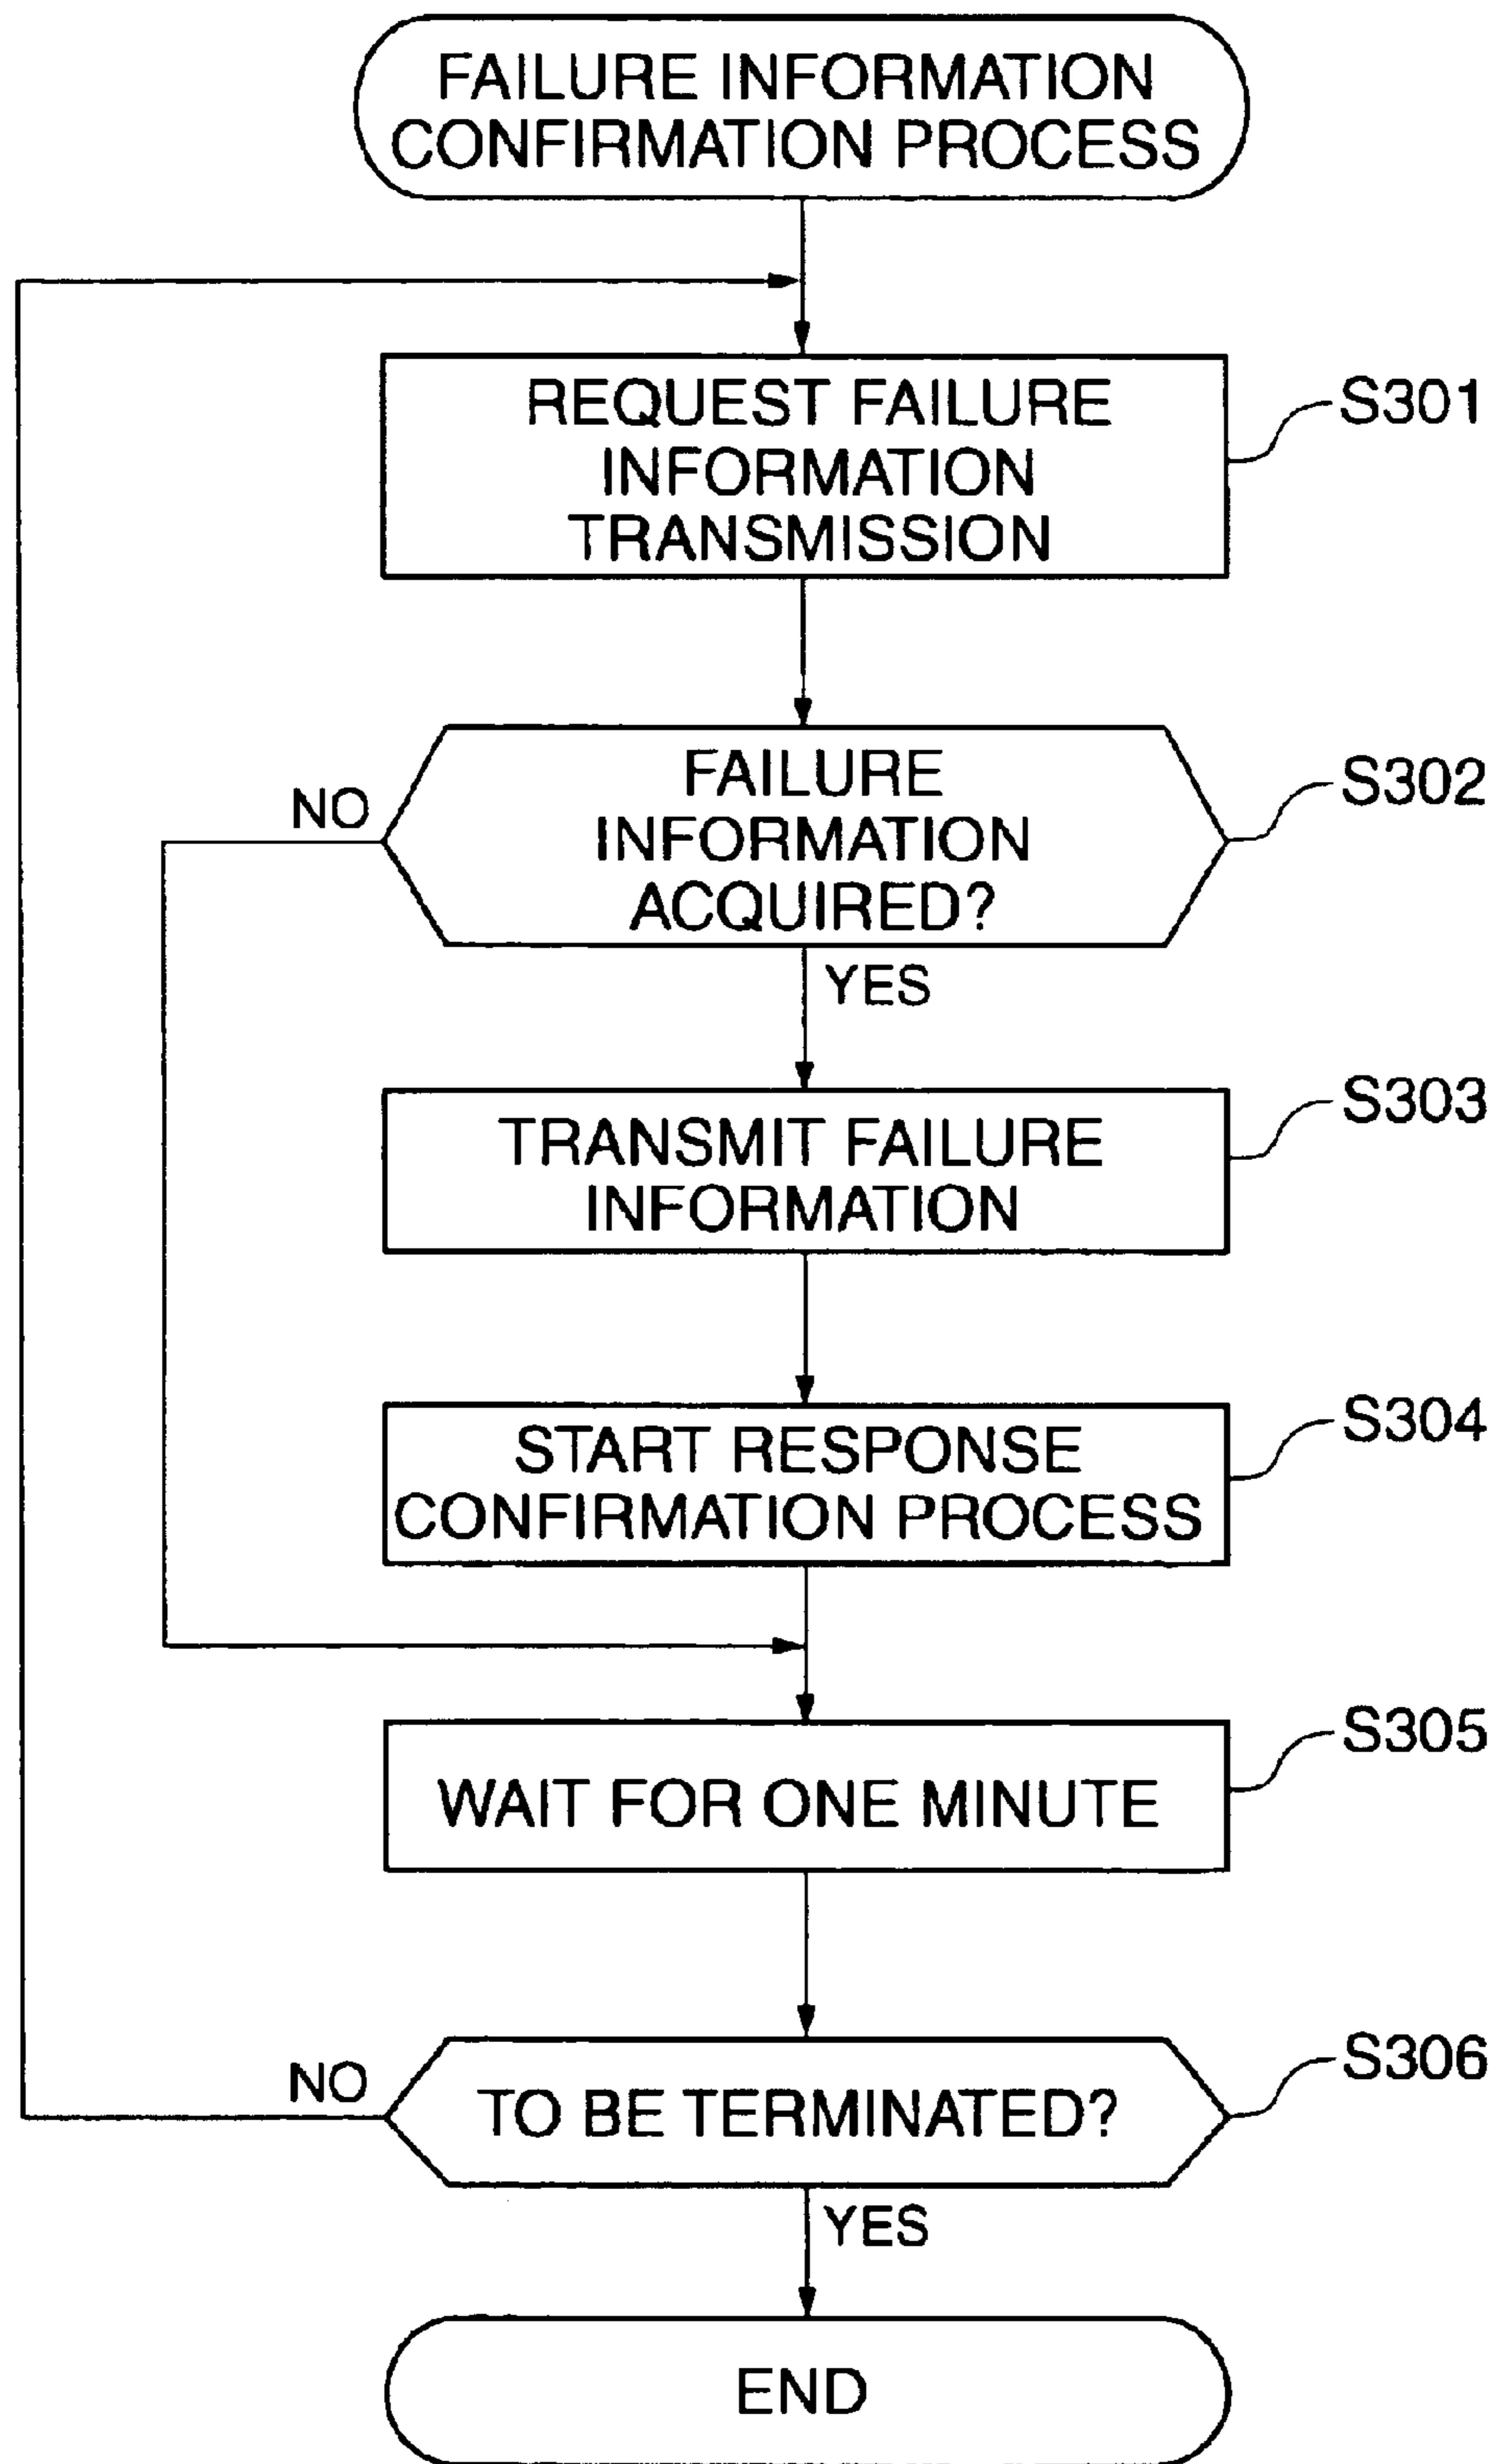 FAILURE INFORMATION
CONFIRMATION PROCESS
REQUEST FAILURE
INFORMATION
TRANSMISSION
S301
FAILURE
INFORMATION
ACQUIRED?
S302
NO
YES
TRANSMIT FAILURE
INFORMATION
S303
START RESPONSE
CONFIRMATION PROCESS
S304
WAIT FOR ONE MINUTE
S305
TO BE TERMINATED?
S306
NO
YES
END